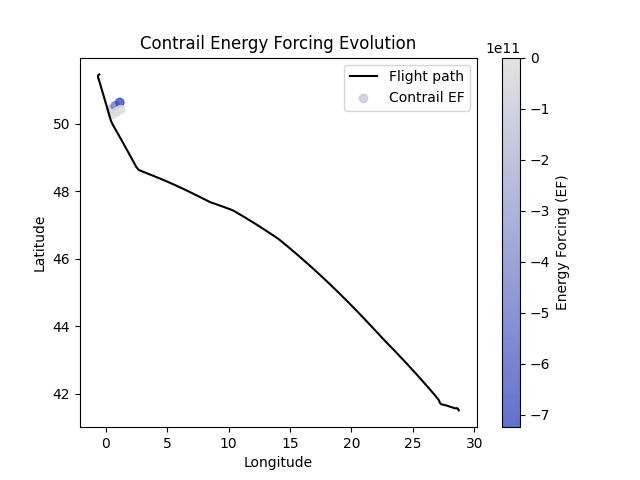 Contrail Energy Forcing Evolution
1e11
Flight path
Contrail EF
50
48
46
44
42
Latitude
0 5 10 15 20 25 30
Longitude
0
−1
−2
−3
−4
−5
−6
−7
Energy Forcing (EF)